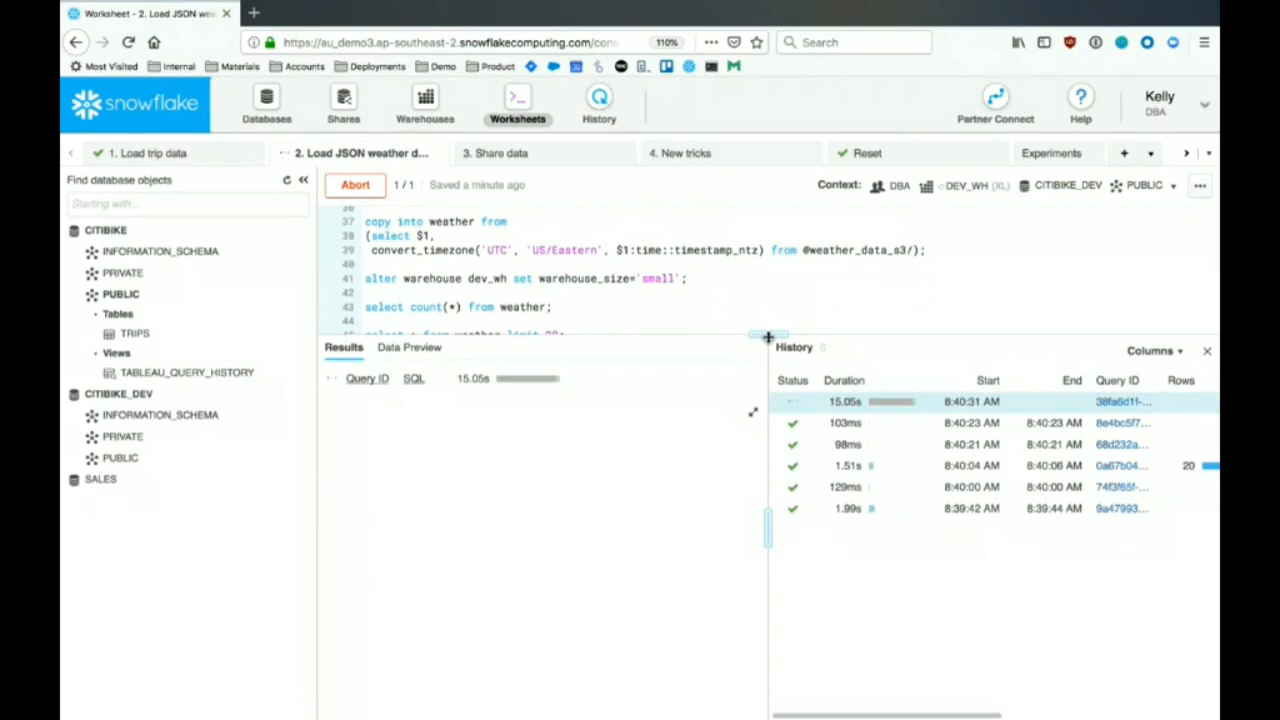 Worksheet - 2. Load JSON wea
https://au_demo3.ap-southeast-2.snowflakecomputing.com/cons
110%
Search
Most Visited
Internal
Materials
Accounts
Deployments
Demo
Product
snowflake
Databases
Shares
Warehouses
Worksheets
History
Partner Connect
Help
Kelly
DBA
1. Load trip data
2. Load JSON weather d...
3. Share data
4. New tricks
Reset
Experiments
Find database objects
Starting with...
CITIBIKE
INFORMATION_SCHEMA
PRIVATE
PUBLIC
Tables
TRIPS
Views
TABLEAU_QUERY_HISTORY
CITIBIKE_DEV
INFORMATION_SCHEMA
PRIVATE
PUBLIC
SALES
Abort 1 / 1 Saved a minute ago
Context: DBA DEV_WH (XL) CITIBIKE_DEV PUBLIC
36
37 copy into weather from
38 (select $1,
39 convert_timezone('UTC', 'US/Eastern', $1:time::timestamp_ntz) from @weather_data_s3/);
40
41 alter warehouse dev_wh set warehouse_size='small';
42
43 select count(*) from weather;
44
Results Data Preview
Query ID SQL 15.05s
History 6
Columns
Status Duration Start End Query ID Rows
15.05s 8:40:31 AM 38fa6d1f-...
103ms 8:40:23 AM 8:40:23 AM 8e4bc5f7...
98ms 8:40:21 AM 8:40:21 AM 68d232a...
1.51s 8:40:04 AM 8:40:06 AM 0a67b04... 20
129ms 8:40:00 AM 8:40:00 AM 74f3f65f-...
1.99s 8:39:42 AM 8:39:44 AM 9a47993...